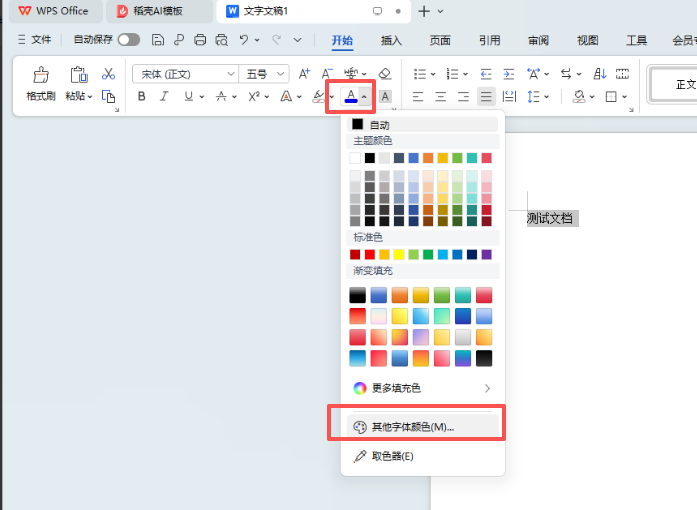 WPS Office 稻壳AI模板 文字文稿1
文件 自动保存 开始 插入 页面 引用 审阅 视图 工具 会员专
格式刷 粘贴 宋体 (正文) 五号 正文
自动
主题颜色
测试文档
标准色
渐变填充
更多填充色
其他字体颜色(M)...
取色器(E)